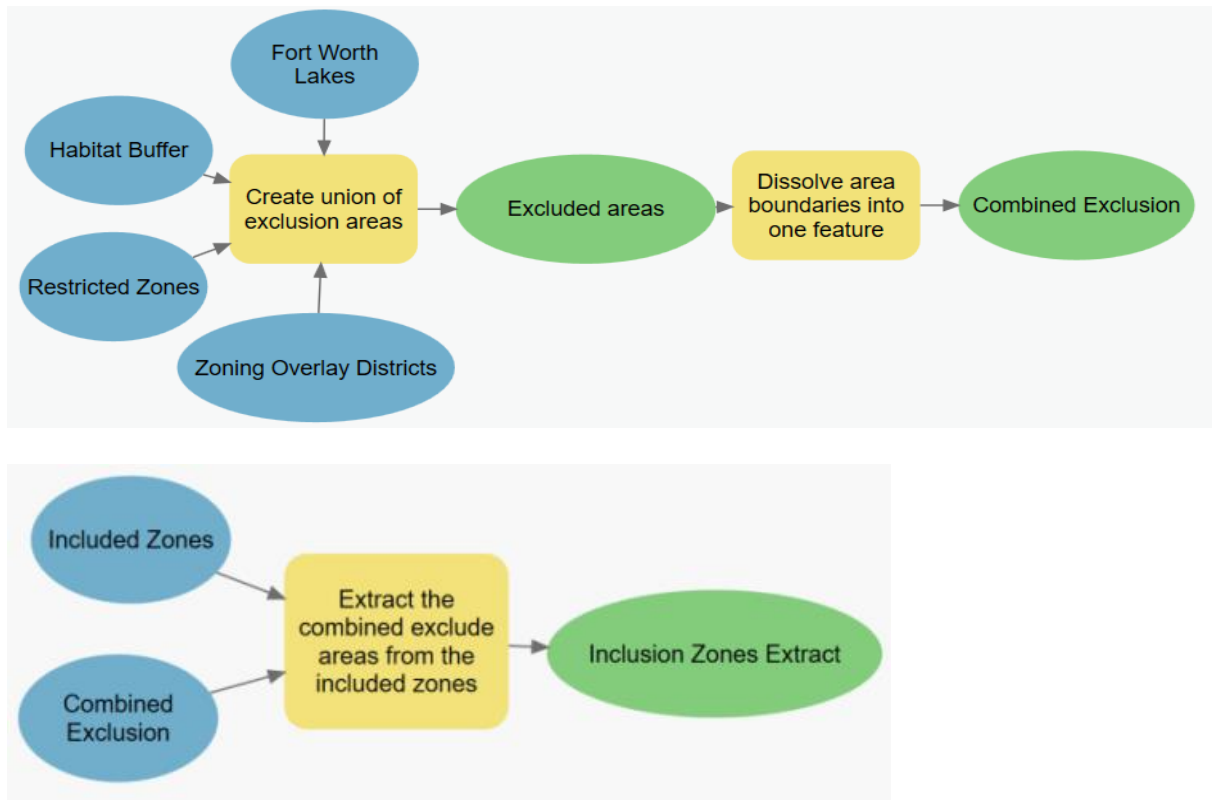 Fort Worth
Lakes
Habitat Buffer
Create union of
exclusion areas
Excluded areas
Dissolve area
boundaries into
one feature
Combined Exclusion
Restricted Zones
Zoning Overlay Districts
Included Zones
Extract the
combined exclude
areas from the
included zones
Inclusion Zones Extract
Combined
Exclusion